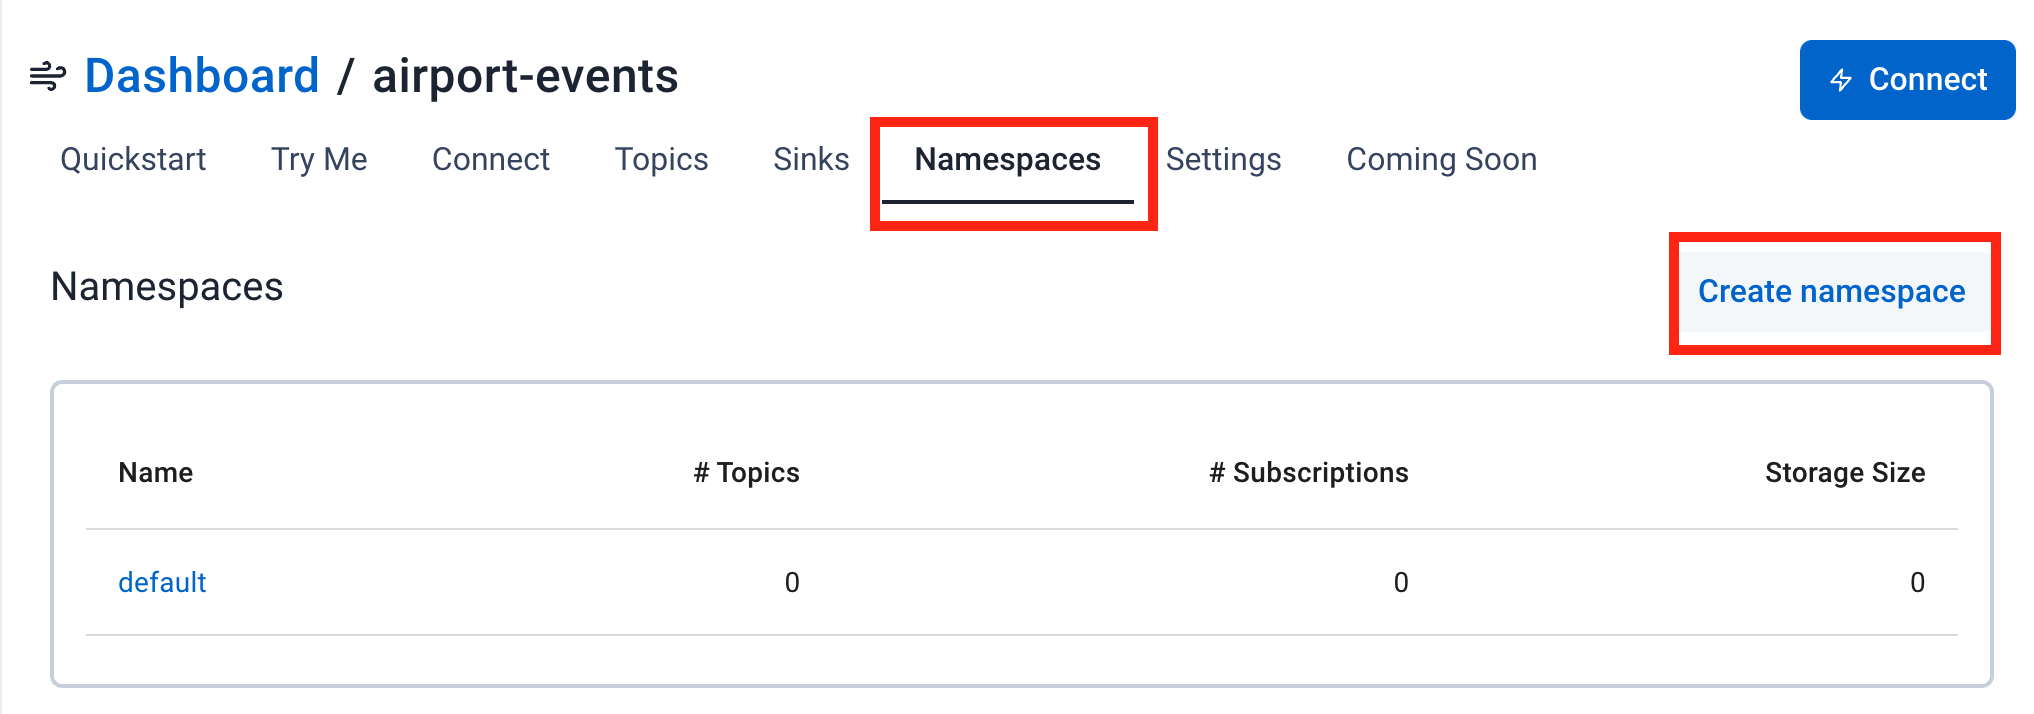 Dashboard / airport-events
Connect
Quickstart Try Me Connect Topics Sinks Namespaces Settings Coming Soon
Namespaces
Create namespace
Name # Topics # Subscriptions Storage Size
default 0 0 0